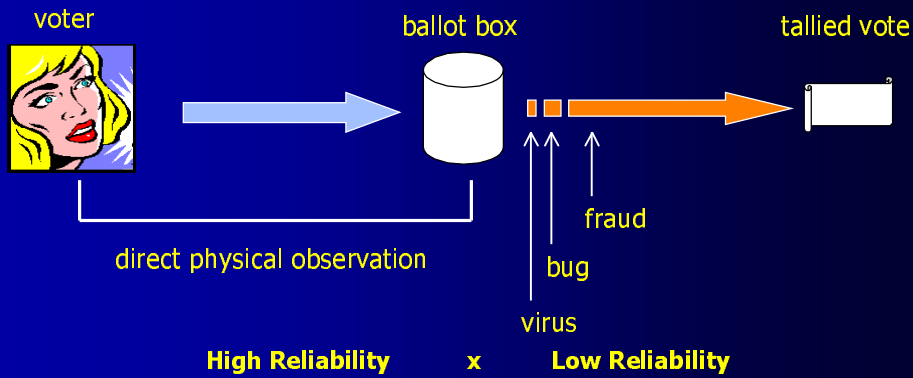 voter
ballot box
tallied vote
direct physical observation
fraud
bug
virus
High Reliability x Low Reliability